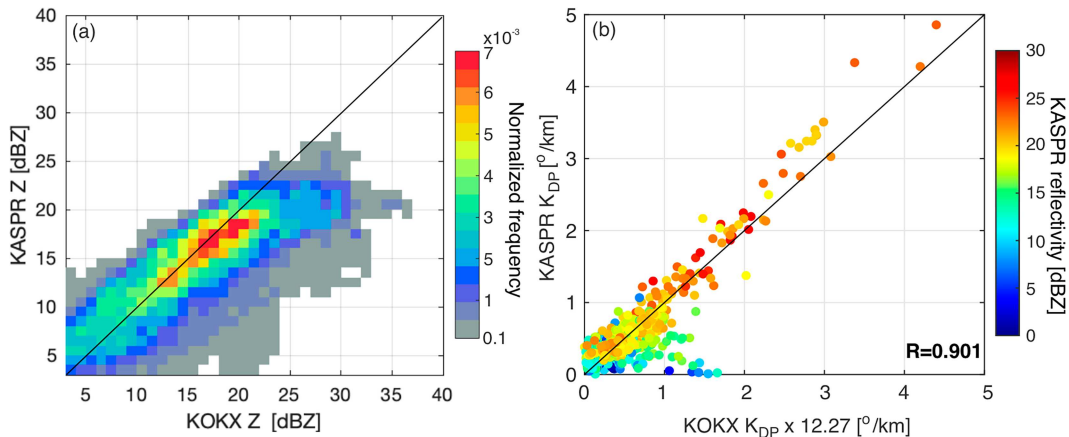 (a)
40
35
30
25
20
15
10
5
KASPR Z [dBZ]
5 10 15 20 25 30 35 40
KOKX Z [dBZ]
x10⁻³
7
6
5
4
3
2
1
0.1
Normalized frequency
(b)
5
4
3
2
1
0
KASPR K_DP [°/km]
0 1 2 3 4 5
KOKX K_DP x 12.27 [°/km]
R=0.901
30
25
20
15
10
5
0
KASPR reflectivity [dBZ]